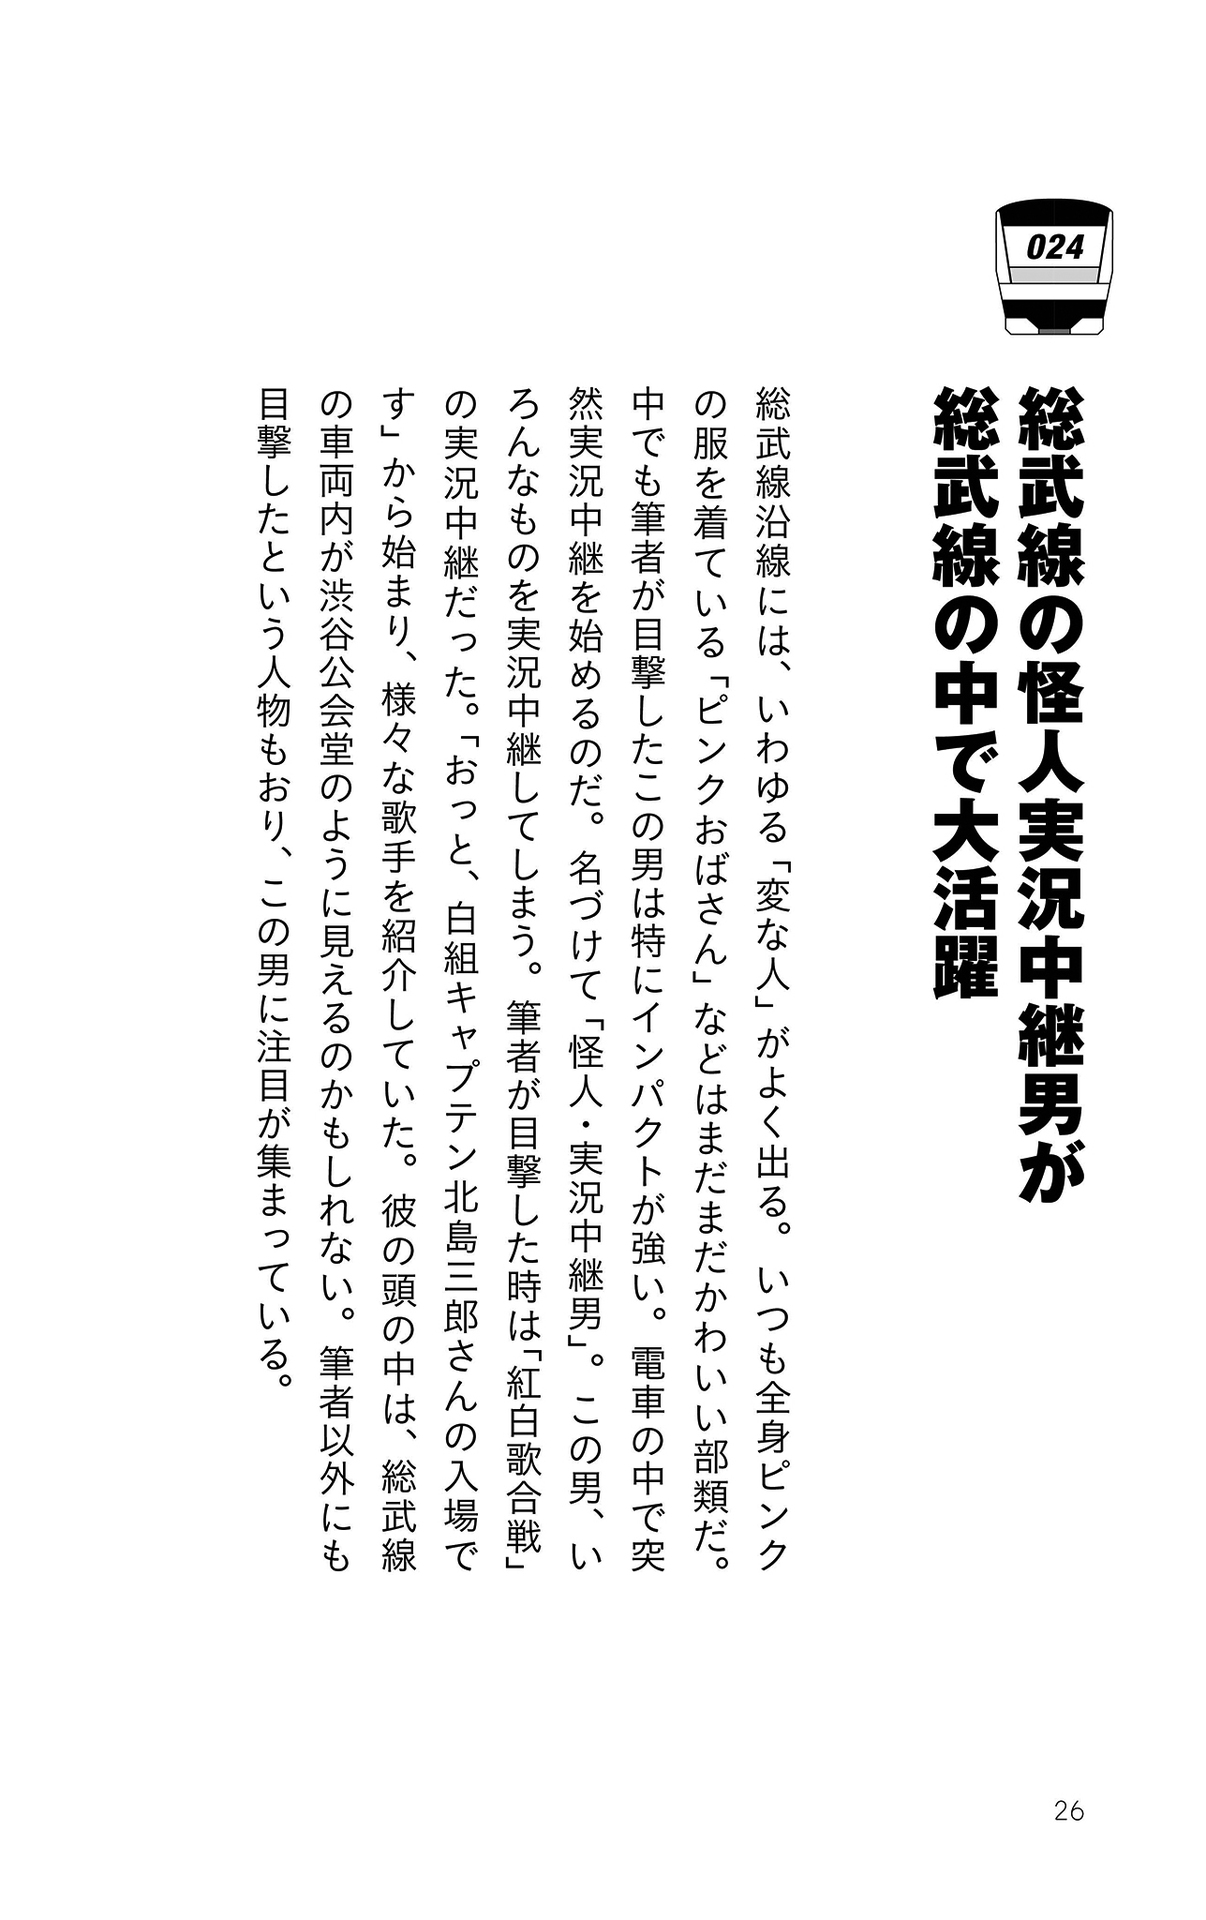 024
総武線の怪人実況中継男が
総武線の中で大活躍
総武線沿線には、いわゆる「変な人」がよく出る。いつも全身ピンク
の服を着ている「ピンクおばさん」などはまだまだかわいい部類だ。
中でも筆者が目撃したこの男は特にインパクトが強い。電車の中で突
然実況中継を始めるのだ。名づけて「怪人・実況中継男」。この男、い
ろんなものを実況中継してしまう。筆者が目撃した時は「紅白歌合戦」
の実況中継だった。「おっと、白組キャプテン北島三郎さんの入場で
す」から始まり、様々な歌手を紹介していた。彼の頭の中は、総武線
の車両内が渋谷公会堂のように見えるのかもしれない。筆者以外にも
目撃したという人物もおり、この男に注目が集まっている。
26